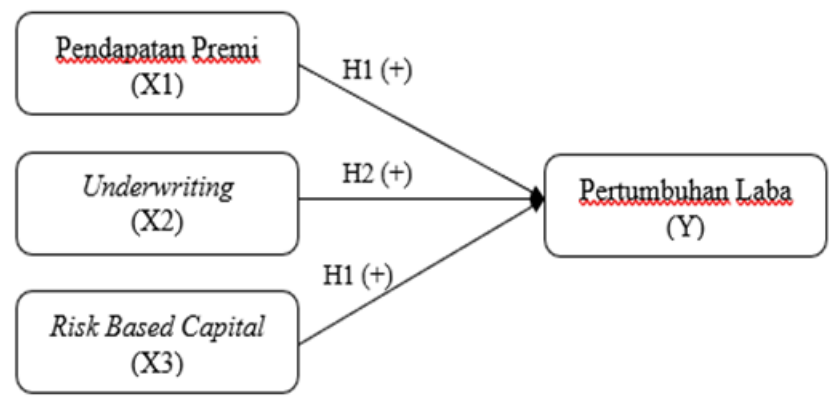 Pendapatan Premi
(X1)
H1 (+)
Underwriting
(X2)
H2 (+)
Pertumbuhan Laba
(Y)
H1 (+)
Risk Based Capital
(X3)